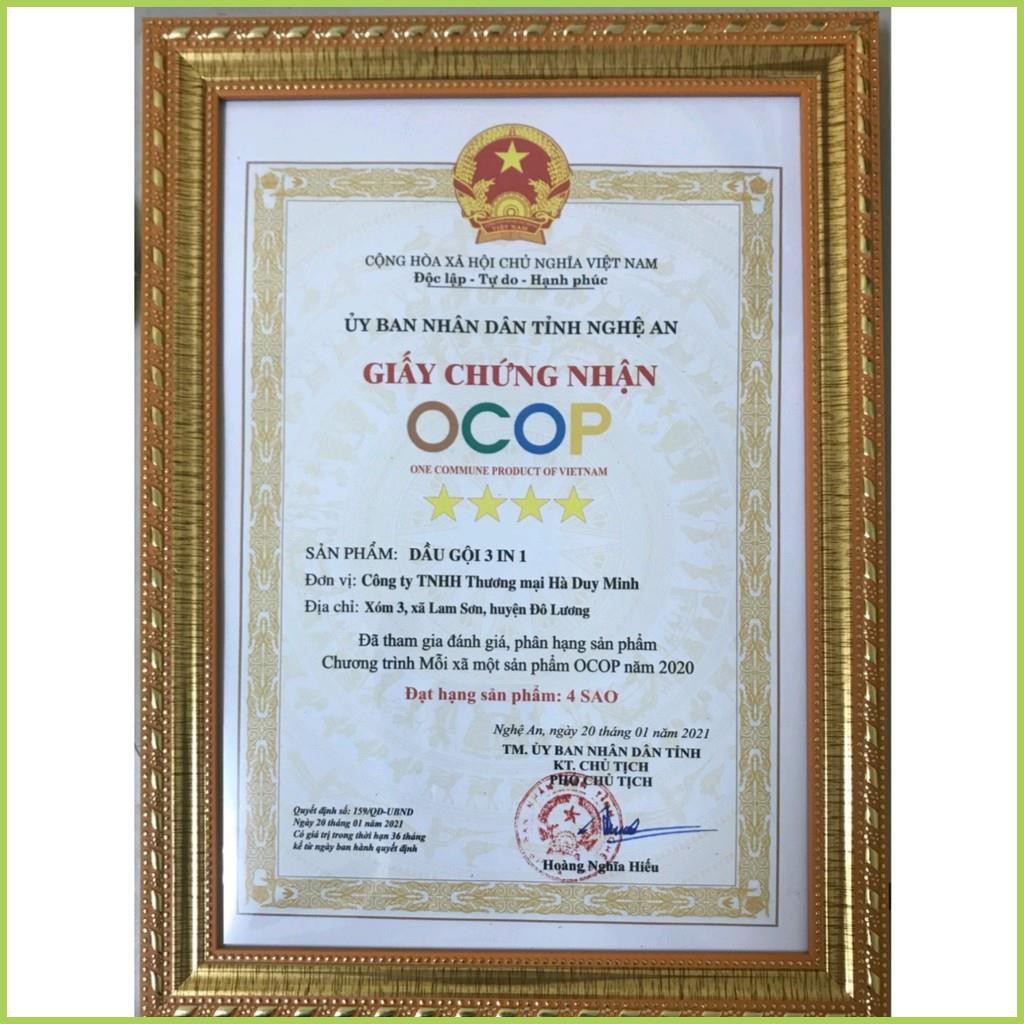 VIỆT NAM
CỘNG HÒA XÃ HỘI CHỦ NGHĨA VIỆT NAM
Độc lập - Tự do - Hạnh phúc
ỦY BAN NHÂN DÂN TỈNH NGHỆ AN
GIẤY CHỨNG NHẬN
OCOP
ONE COMMUNE PRODUCT OF VIETNAM
SẢN PHẨM: DẦU GỘI 3 IN 1
Đơn vị: Công ty TNHH Thương mại Hà Duy Minh
Địa chỉ: Xóm 3, xã Lam Sơn, huyện Đô Lương
Đã tham gia đánh giá, phân hạng sản phẩm
Chương trình Mỗi xã một sản phẩm OCOP năm 2020
Đạt hạng sản phẩm: 4 SAO
Nghệ An, ngày 20 tháng 01 năm 2021
TM. ỦY BAN NHÂN DÂN TỈNH
KT. CHỦ TỊCH
PHÓ CHỦ TỊCH
Quyết định số: 159/QĐ-UBND
Ngày 20 tháng 01 năm 2021
Có giá trị trong thời hạn 36 tháng
kể từ ngày ban hành quyết định
Hoàng Nghĩa Hiếu